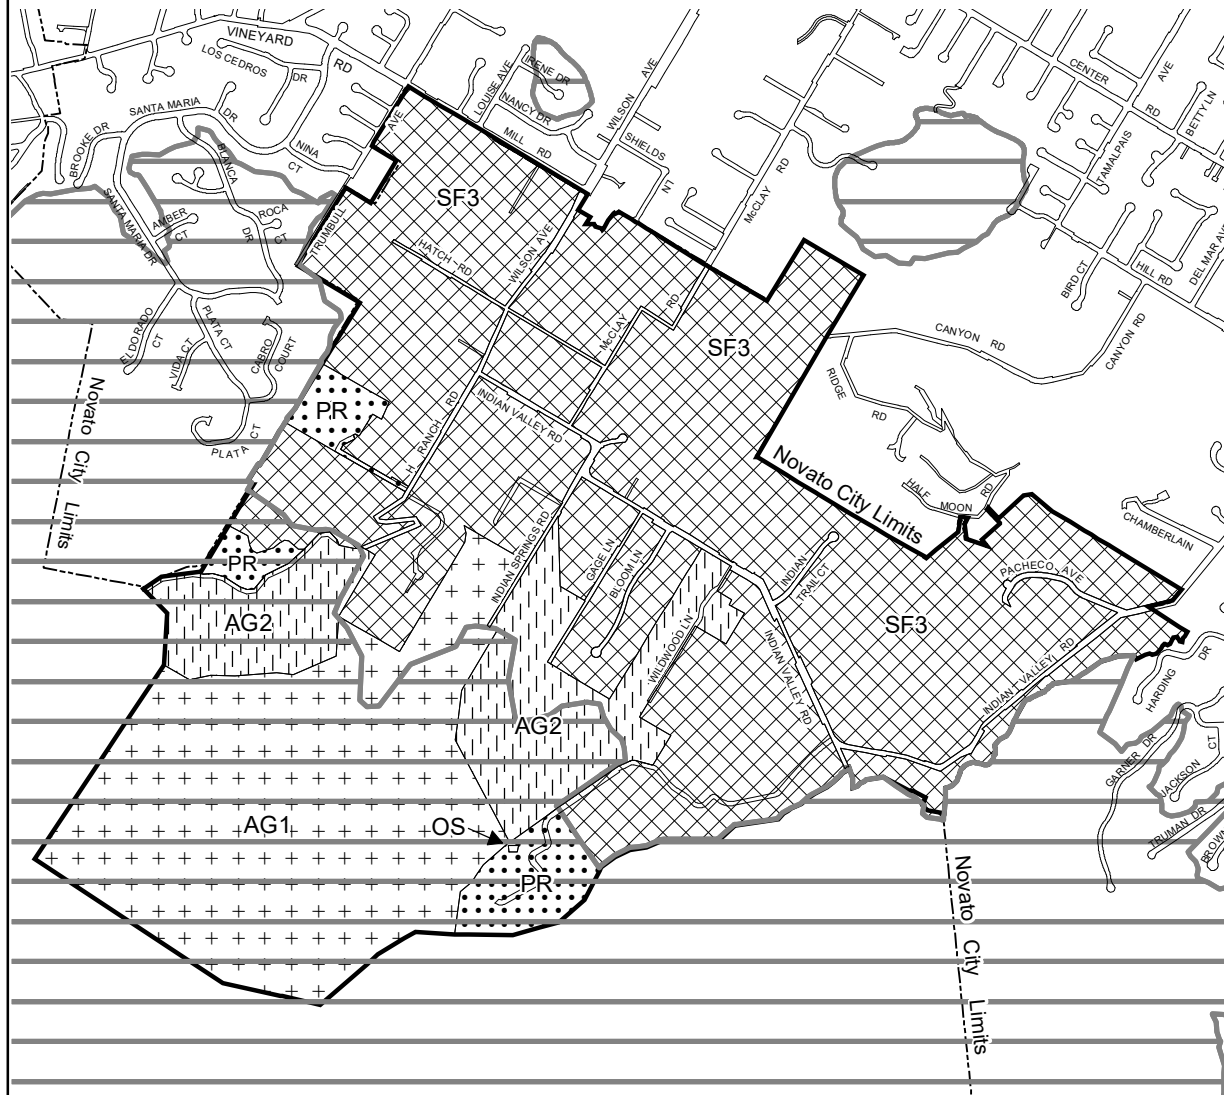 VINEYARD
RD
LOS CEDROS
DR
SANTA MARIA
DR
BROOKE DR
NINA
CT
BLANCA
DR
ROCA
CT
AMBER
CT
SANTA MARIA DR
TRUMBULL
AVE
ELDORADO
CT
VIDA CT
PLATA CT
CABRO
COURT
PLATA CT
LOUISE AVE
IRENE DR
NANCY DR
MILL RD
WILSON
AVE
SHIELDS
LN
McCLAY
RD
CENTER
RD
AVE
TAMALPAIS
BETTY LN
DEL MAR AVE
HILL RD
BIRD CT
CANYON RD
CANYON RD
RIDGE
RD
HALF
MOON
RD
CHAMBERLAIN
SF3
HATCH RD
WILSON AVE
McCLAY
RD
SF3
PR
H RANCH RD
INDIAN VALLEY RD
Novato City Limits
Novato City Limits
PR
AG2
INDIAN SPRINGS RD
GAGE LN
BLOOM LN
WILDWOOD LN
INDIAN
TRAIL CT
INDIAN VALLEY RD
PACHECO AVE
SF3
INDIAN VALLEY RD
HARDING
DR
GARNER DR
JACKSON
CT
TRUMAN DR
AG2
AG1
OS
PR
Novato City Limits